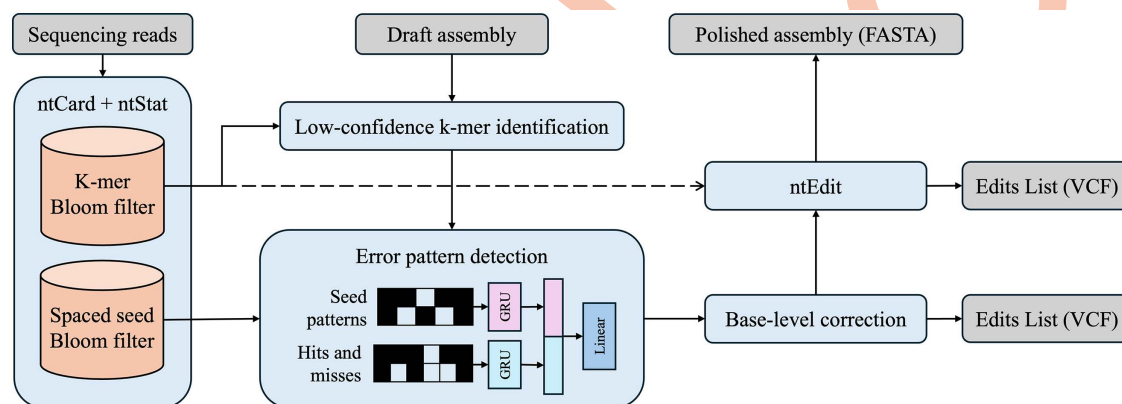 Sequencing reads
Draft assembly
Polished assembly (FASTA)
ntCard + ntStat
Low-confidence k-mer identification
K-mer
Bloom filter
ntEdit
Edits List (VCF)
Error pattern detection
Seed
patterns
GRU
Spaced seed
Bloom filter
Linear
Base-level correction
Edits List (VCF)
Hits and
misses
GRU